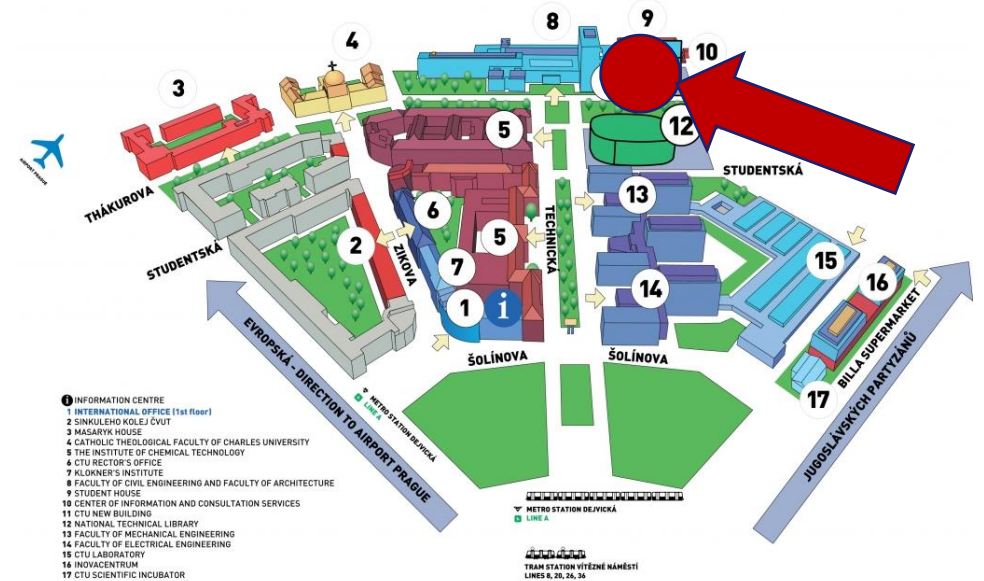 8
9
10
4
3
5
12
AIRPORT PRAGUE
STUDENTSKÁ
THÁKUROVA
13
6
TECHNICKÁ
2
ZIKOVA
5
STUDENTSKÁ
7
15
16
14
1
i
BILLA SUPERMARKET
EVROPSKÁ - DIRECTION TO AIRPORT PRAGUE
ŠOLÍNOVA
ŠOLÍNOVA
17
JUGOSLÁVSKÝCH PARTYZÁNŮ
METRO STATION DEJVICKÁ
LINE A
i INFORMATION CENTRE
1 INTERNATIONAL OFFICE (1st floor)
2 SINKULEHO KOLEJ ČVUT
3 MASARYK HOUSE
4 CATHOLIC THEOLOGICAL FACULTY OF CHARLES UNIVERSITY
5 THE INSTITUTE OF CHEMICAL TECHNOLOGY
6 CTU RECTOR'S OFFICE
7 KLOKNER'S INSTITUTE
8 FACULTY OF CIVIL ENGINEERING AND FACULTY OF ARCHITECTURE
9 STUDENT HOUSE
10 CENTER OF INFORMATION AND CONSULTATION SERVICES
11 CTU NEW BUILDING
12 NATIONAL TECHNICAL LIBRARY
13 FACULTY OF MECHANICAL ENGINEERING
14 FACULTY OF ELECTRICAL ENGINEERING
15 CTU LABORATORY
16 INOVACENTRUM
17 CTU SCIENTIFIC INCUBATOR
METRO STATION DEJVICKÁ
LINE A
TRAM STATION VÍTĚZNÉ NÁMĚSTÍ
LINES 8, 20, 26, 36